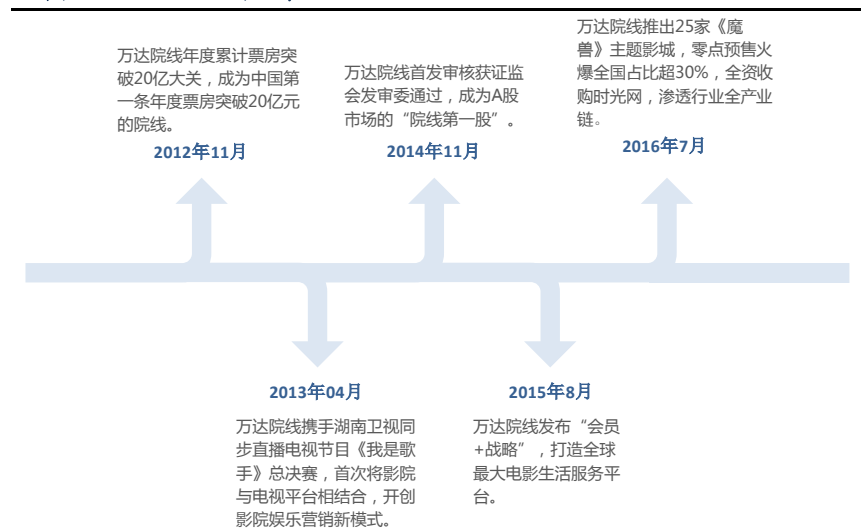 万达院线年度累计票房突
破20亿大关，成为中国第
一条年度票房突破20亿元
的院线。
2012年11月
万达院线首发审核获证监
会发审委通过，成为A股
市场的“院线第一股”。
2014年11月
万达院线推出25家《魔
兽》主题影城，零点预售火
爆全国占比超30%，全资收
购时光网，渗透行业全产业
链。
2016年7月
2013年04月
万达院线携手湖南卫视同
步直播电视节目《我是歌
手》总决赛，首次将影院
与电视平台相结合，开创
影院娱乐营销新模式。
2015年8月
万达院线发布“会员
+战略”，打造全球
最大电影生活服务平
台。